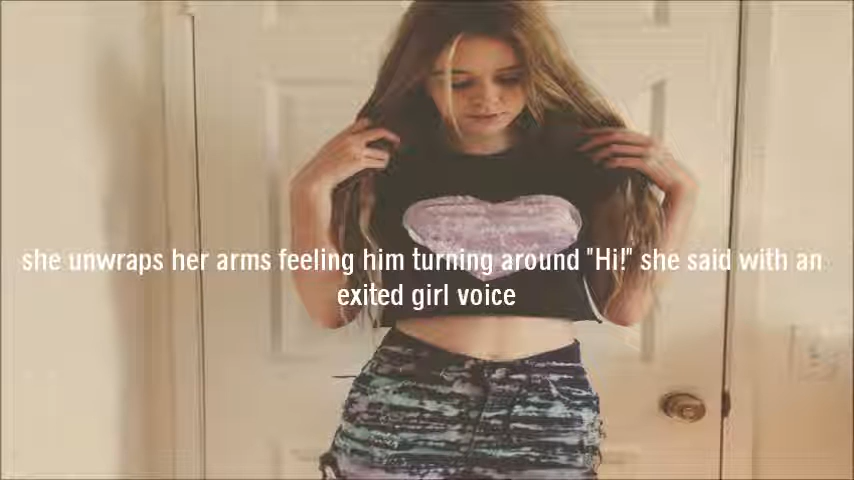 she unwraps her arms feeling him turning around "Hi!" she said with an
exited girl voice